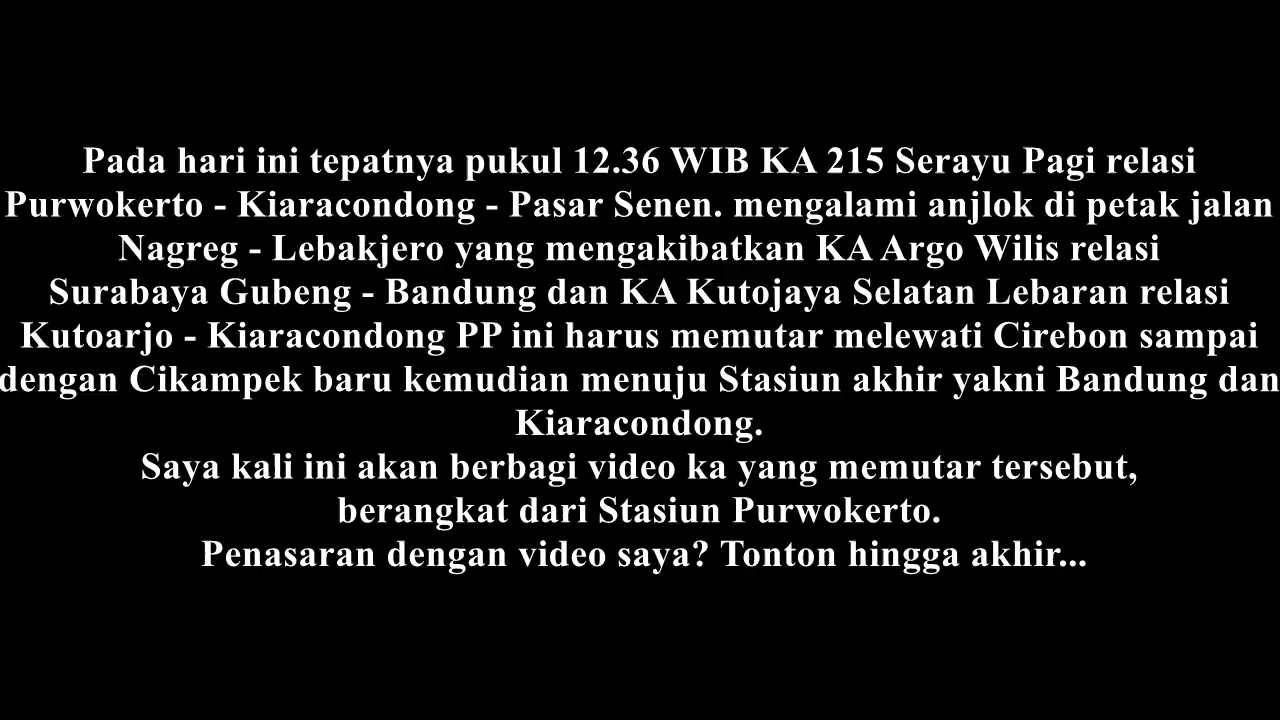 Pada hari ini tepatnya pukul 12.36 WIB KA 215 Serayu Pagi relasi
Purwokerto - Kiaracondong - Pasar Senen. mengalami anjlok di petak jalan
Nagreg - Lebakjero yang mengakibatkan KA Argo Wilis relasi
Surabaya Gubeng - Bandung dan KA Kutojaya Selatan Lebaran relasi
Kutoarjo - Kiaracondong PP ini harus memutar melewati Cirebon sampai
dengan Cikampek baru kemudian menuju Stasiun akhir yakni Bandung dan
Kiaracondong.
Saya kali ini akan berbagi video ka yang memutar tersebut,
berangkat dari Stasiun Purwokerto.
Penasaran dengan video saya? Tonton hingga akhir...